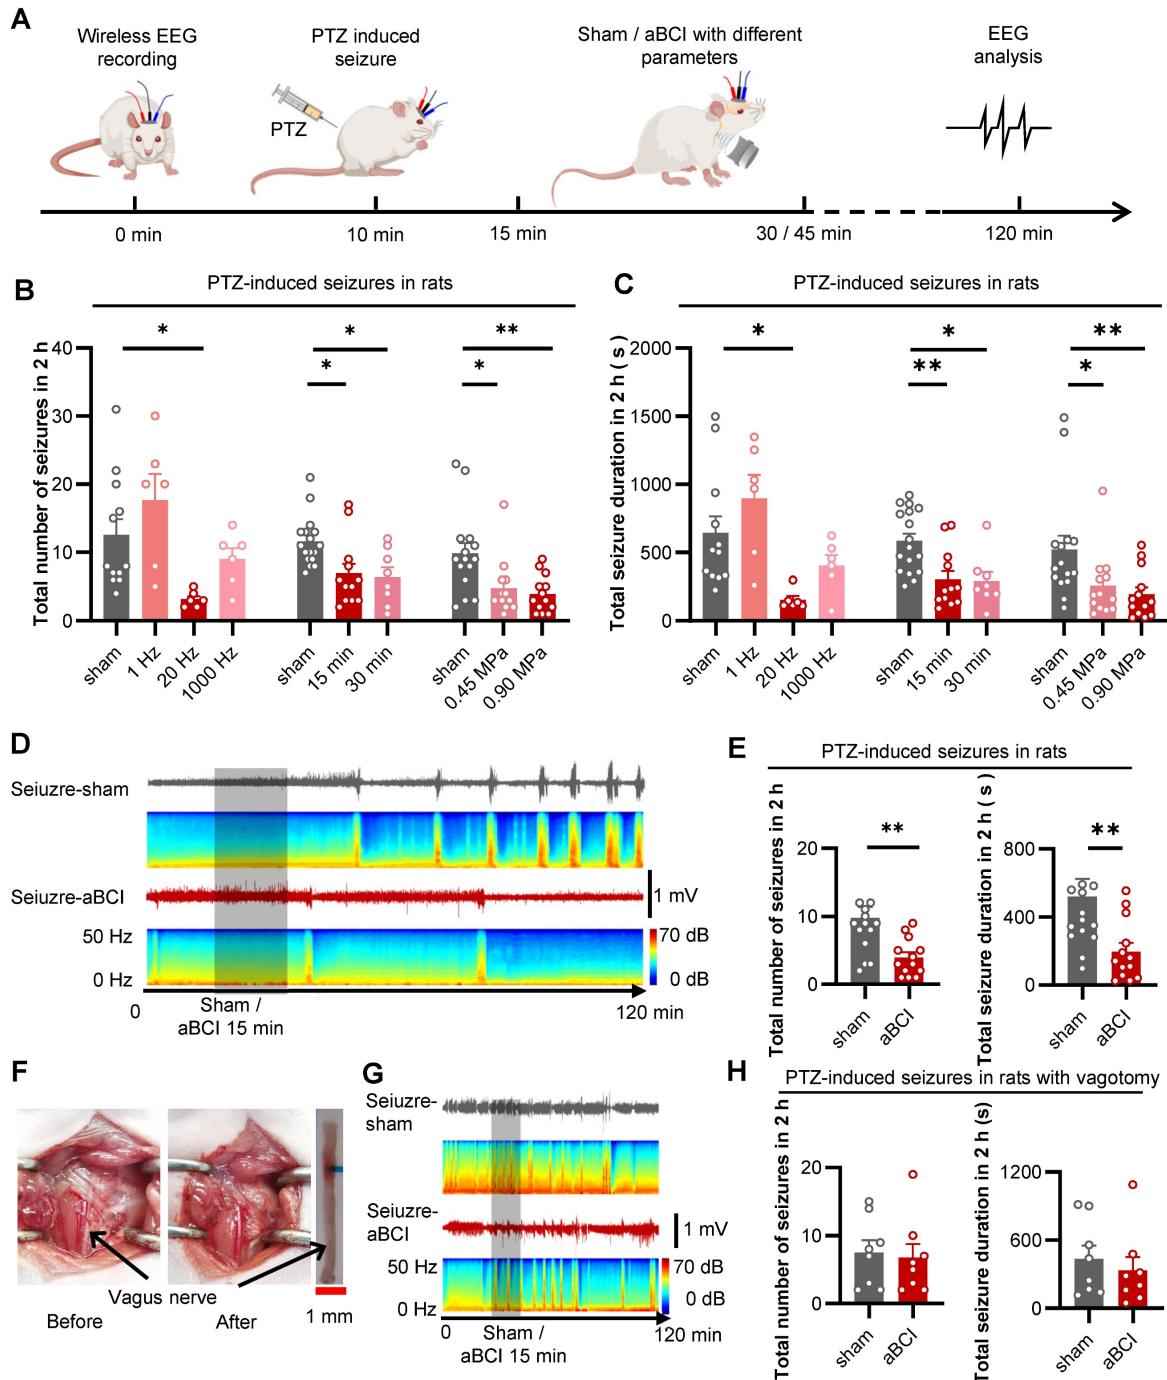 A
Wireless EEG
recording
PTZ induced
seizure
Sham / aBCI with different
parameters
EEG
analysis
PTZ
0 min
10 min
15 min
30 / 45 min
120 min
B
PTZ-induced seizures in rats
Total number of seizures in 2 h
*
*
*
**
*
40
30
20
10
0
sham
1 Hz
20 Hz
1000 Hz
sham
15 min
30 min
sham
0.45 MPa
0.90 MPa
C
PTZ-induced seizures in rats
Total seizure duration in 2 h ( s )
*
*
**
**
*
2000
1500
1000
500
0
sham
1 Hz
20 Hz
1000 Hz
sham
15 min
30 min
sham
0.45 MPa
0.90 MPa
D
Seiuzre-sham
Seiuzre-aBCI
1 mV
50 Hz
0 Hz
70 dB
0 dB
0
Sham /
aBCI 15 min
120 min
E
PTZ-induced seizures in rats
Total number of seizures in 2 h
**
20
10
0
sham
aBCI
Total seizure duration in 2 h ( s )
**
800
400
0
sham
aBCI
F
Vagus nerve
Before
After
1 mm
G
Seiuzre-
sham
Seiuzre-
aBCI
1 mV
50 Hz
0 Hz
70 dB
0 dB
0
Sham /
aBCI 15 min
120 min
H
PTZ-induced seizures in rats with vagotomy
Total number of seizures in 2 h
20
10
0
sham
aBCI
Total seizure duration in 2 h (s)
1200
600
0
sham
aBCI